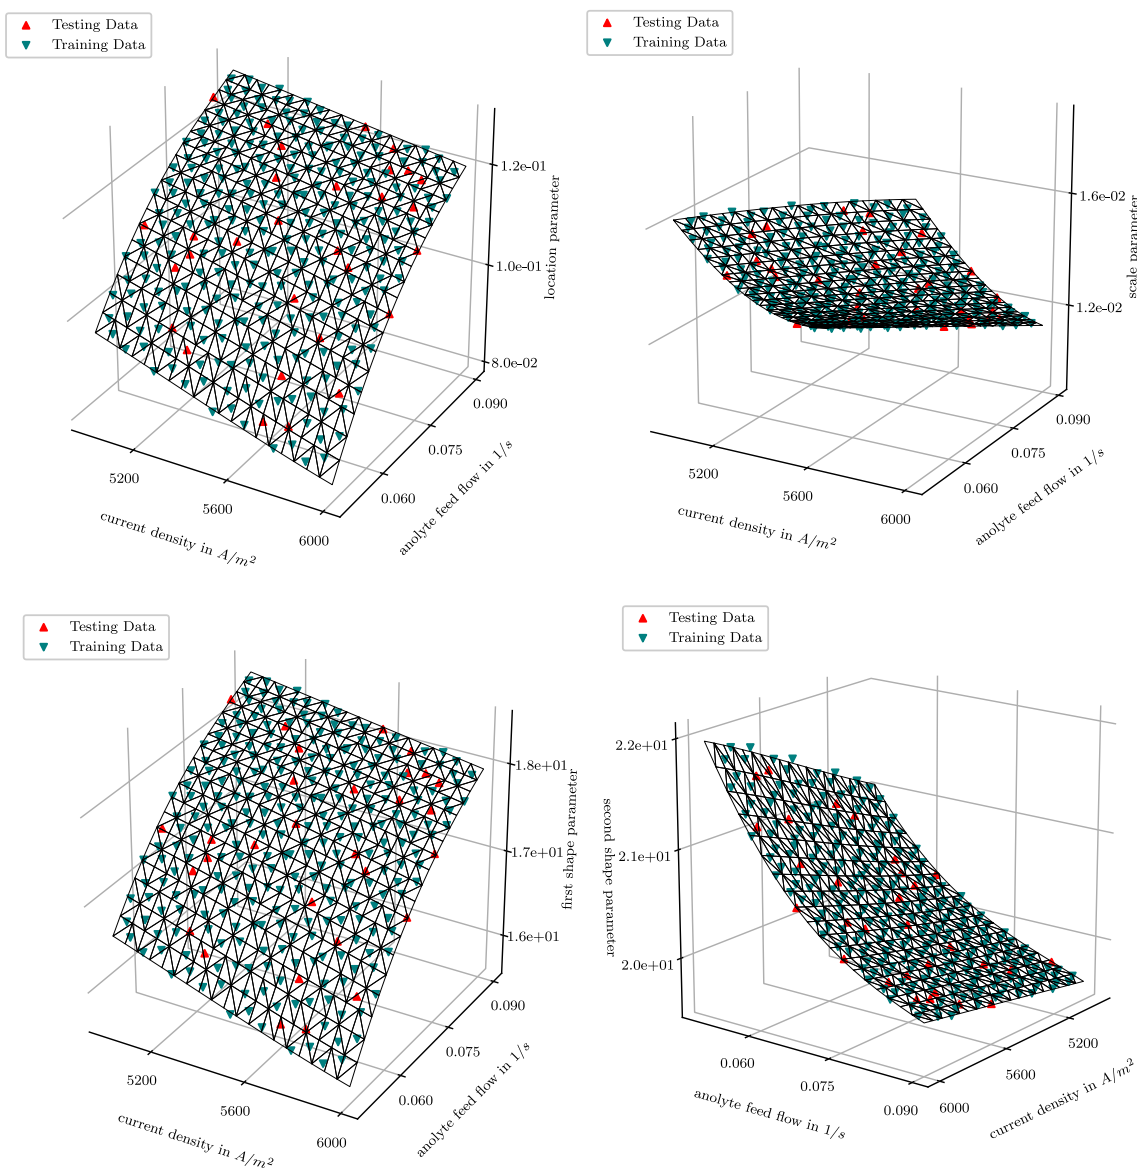 Testing Data
Training Data
1.2e-01
1.0e-01
8.0e-02
location parameter
0.090
0.075
0.060
anolyte feed flow in 1/s
5200
5600
6000
current density in A/m²
Testing Data
Training Data
1.6e-02
1.2e-02
scale parameter
0.090
0.075
0.060
anolyte feed flow in 1/s
5200
5600
6000
current density in A/m²
Testing Data
Training Data
1.8e+01
1.7e+01
1.6e+01
first shape parameter
0.090
0.075
0.060
anolyte feed flow in 1/s
5200
5600
6000
current density in A/m²
Testing Data
Training Data
2.2e+01
2.1e+01
2.0e+01
second shape parameter
0.060
0.075
0.090
anolyte feed flow in 1/s
5200
5600
6000
current density in A/m²